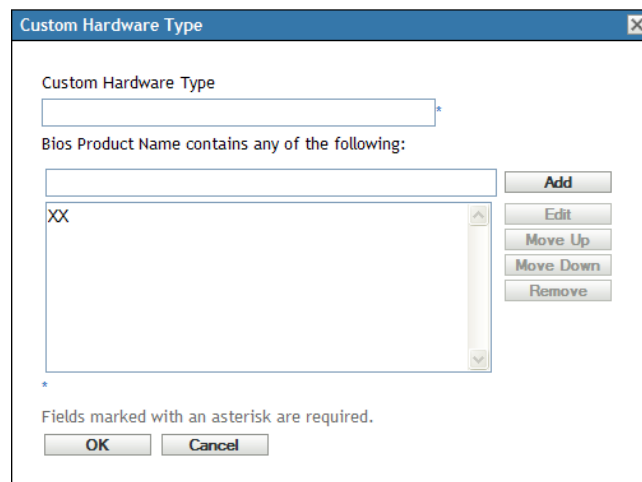 Custom Hardware Type
Custom Hardware Type
*
Bios Product Name contains any of the following:
Add
XX
Edit
Move Up
Move Down
Remove
*
Fields marked with an asterisk are required.
OK Cancel